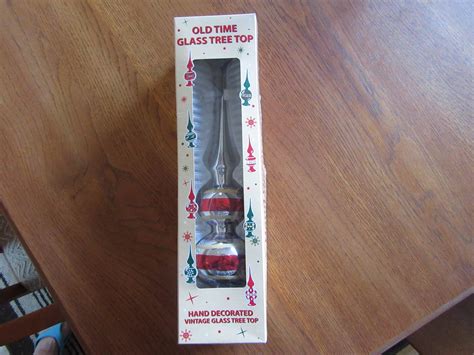 OLD TIME
GLASS TREE TOP
HAND DECORATED
VINTAGE GLASS TREE TOP